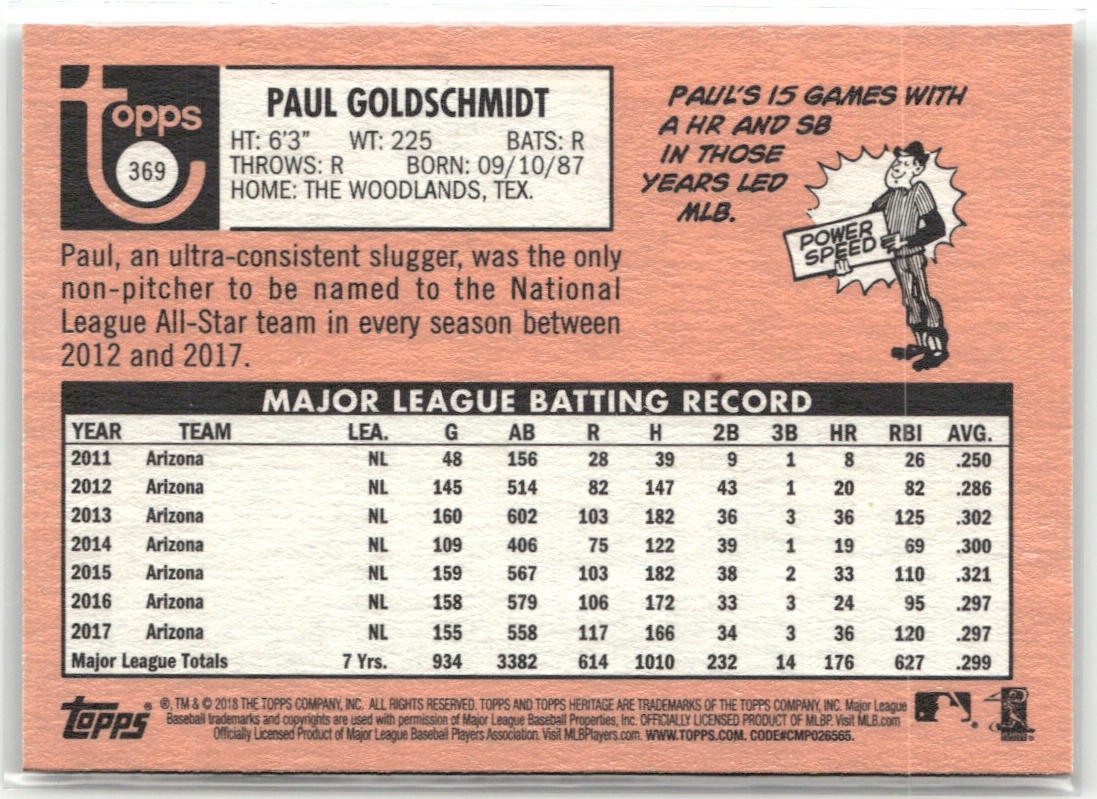 topps
369
PAUL GOLDSCHMIDT
HT: 6'3" WT: 225 BATS: R
THROWS: R BORN: 09/10/87
HOME: THE WOODLANDS, TEX.
PAUL'S 15 GAMES WITH
A HR AND SB
IN THOSE
YEARS LED
MLB.
POWER
SPEED
Paul, an ultra-consistent slugger, was the only
non-pitcher to be named to the National
League All-Star team in every season between
2012 and 2017.
MAJOR LEAGUE BATTING RECORD
YEAR TEAM LEA. G AB R H 2B 3B HR RBI AVG.
2011 Arizona NL 48 156 28 39 9 1 8 26 .250
2012 Arizona NL 145 514 82 147 43 1 20 82 .286
2013 Arizona NL 160 602 103 182 36 3 36 125 .302
2014 Arizona NL 109 406 75 122 39 1 19 69 .300
2015 Arizona NL 159 567 103 182 38 2 33 110 .321
2016 Arizona NL 158 579 106 172 33 3 24 95 .297
2017 Arizona NL 155 558 117 166 34 3 36 120 .297
Major League Totals 7 Yrs. 934 3382 614 1010 232 14 176 627 .299
topps ® ®, TM & © 2018 THE TOPPS COMPANY, INC. ALL RIGHTS RESERVED. TOPPS AND TOPPS HERITAGE ARE TRADEMARKS OF THE TOPPS COMPANY, INC. Major League
Baseball trademarks and copyrights are used with permission of Major League Baseball Properties, Inc. OFFICIALLY LICENSED PRODUCT OF MLBP. Visit MLB.com
Officially Licensed Product of Major League Baseball Players Association. Visit MLBPlayers.com. WWW.TOPPS.COM. CODE#CMP026565.